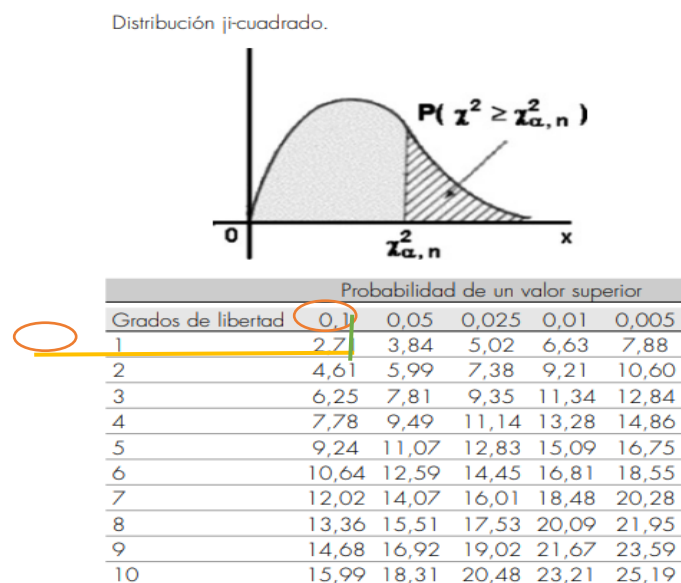 Distribución ji-cuadrado.
P( χ² ≥ χ²α, n )
0
χ²α, n
x
Probabilidad de un valor superior
Grados de libertad 0,1 0,05 0,025 0,01 0,005
1 2,71 3,84 5,02 6,63 7,88
2 4,61 5,99 7,38 9,21 10,60
3 6,25 7,81 9,35 11,34 12,84
4 7,78 9,49 11,14 13,28 14,86
5 9,24 11,07 12,83 15,09 16,75
6 10,64 12,59 14,45 16,81 18,55
7 12,02 14,07 16,01 18,48 20,28
8 13,36 15,51 17,53 20,09 21,95
9 14,68 16,92 19,02 21,67 23,59
10 15,99 18,31 20,48 23,21 25,19